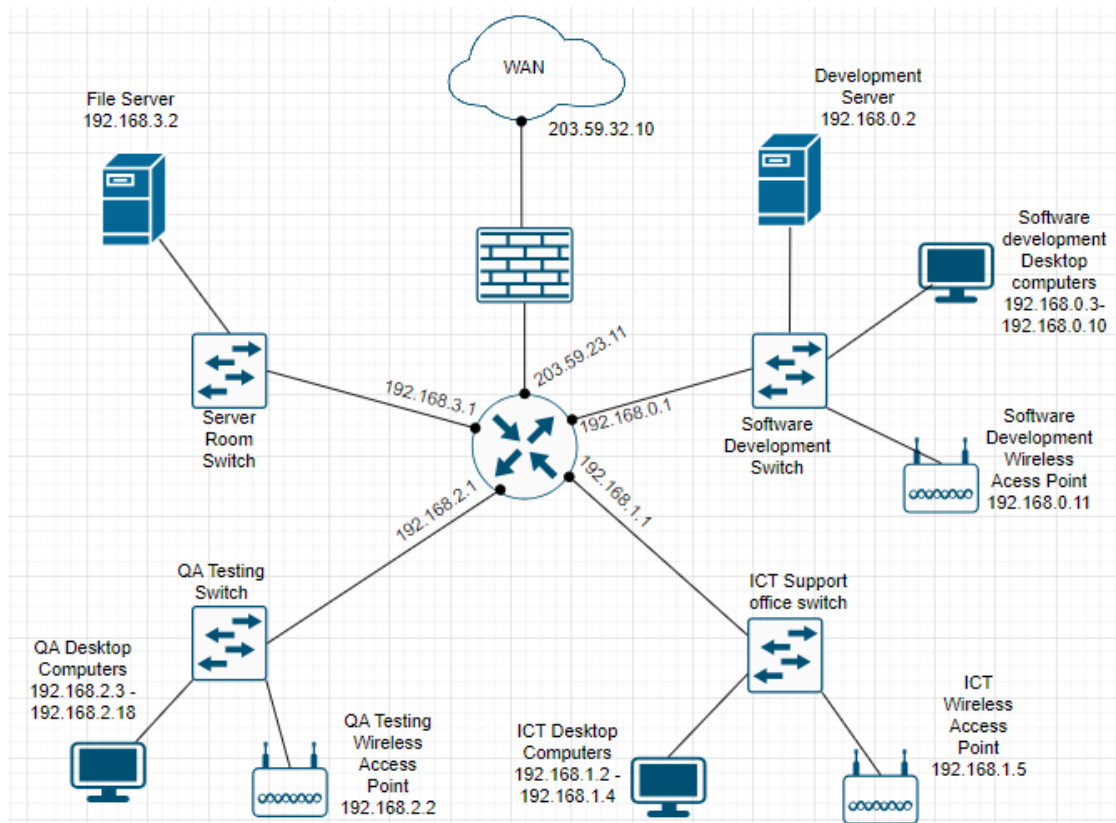 WAN
203.59.32.10
File Server
192.168.3.2
Development
Server
192.168.0.2
Software
development
Desktop
computers
192.168.0.3-
192.168.0.10
203.59.23.11
192.168.3.1
192.168.0.1
192.168.2.1
192.168.1.1
Server
Room
Switch
Software
Development
Switch
Software
Development
Wireless
Acess Point
192.168.0.11
QA Testing
Switch
QA Desktop
Computers
192.168.2.3 -
192.168.2.18
QA Testing
Wireless
Access
Point
192.168.2.2
ICT Support
office switch
ICT Desktop
Computers
192.168.1.2 -
192.168.1.4
ICT
Wireless
Access
Point
192.168.1.5